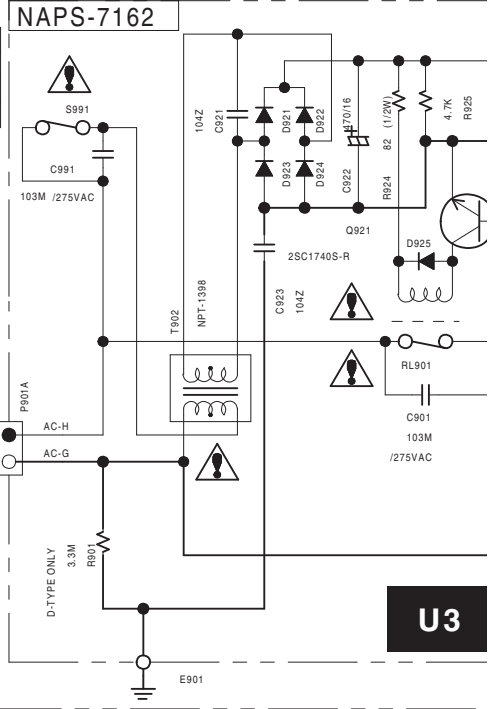 NAPS-7162
S991
C991
103M /275VAC
104Z
C921
D921
D922
D923
D924
470/16
C922
82 (1/2W)
R924
4.7K
R925
Q921
2SC1740S-R
D925
C923
104Z
T902
NPT-1398
RL901
C901
103M
/275VAC
P901A
AC-H
AC-G
D-TYPE ONLY
3.3M
R901
U3
E901